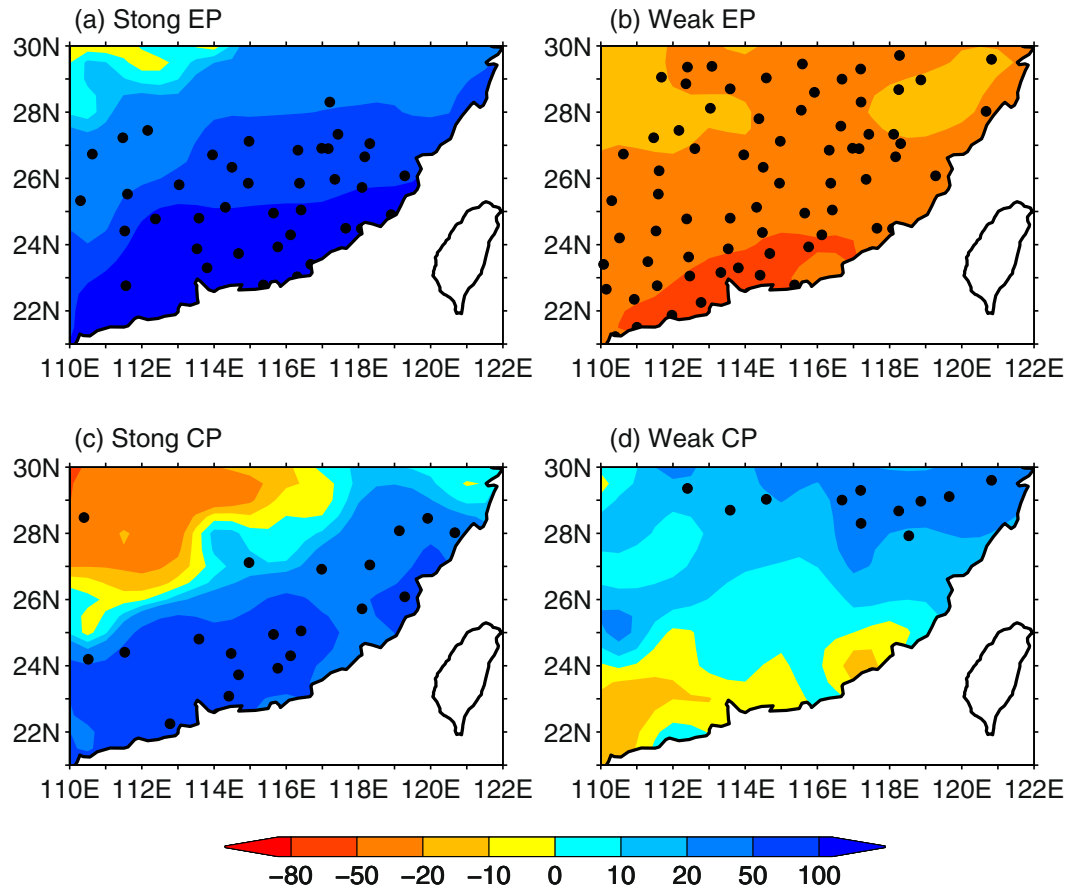 (a) Stong EP
(b) Weak EP
30N
28N
26N
24N
22N
110E 112E 114E 116E 118E 120E 122E
30N
28N
26N
24N
22N
110E 112E 114E 116E 118E 120E 122E
(c) Stong CP
(d) Weak CP
30N
28N
26N
24N
22N
110E 112E 114E 116E 118E 120E 122E
30N
28N
26N
24N
22N
110E 112E 114E 116E 118E 120E 122E
−80 −50 −20 −10 0 10 20 50 100